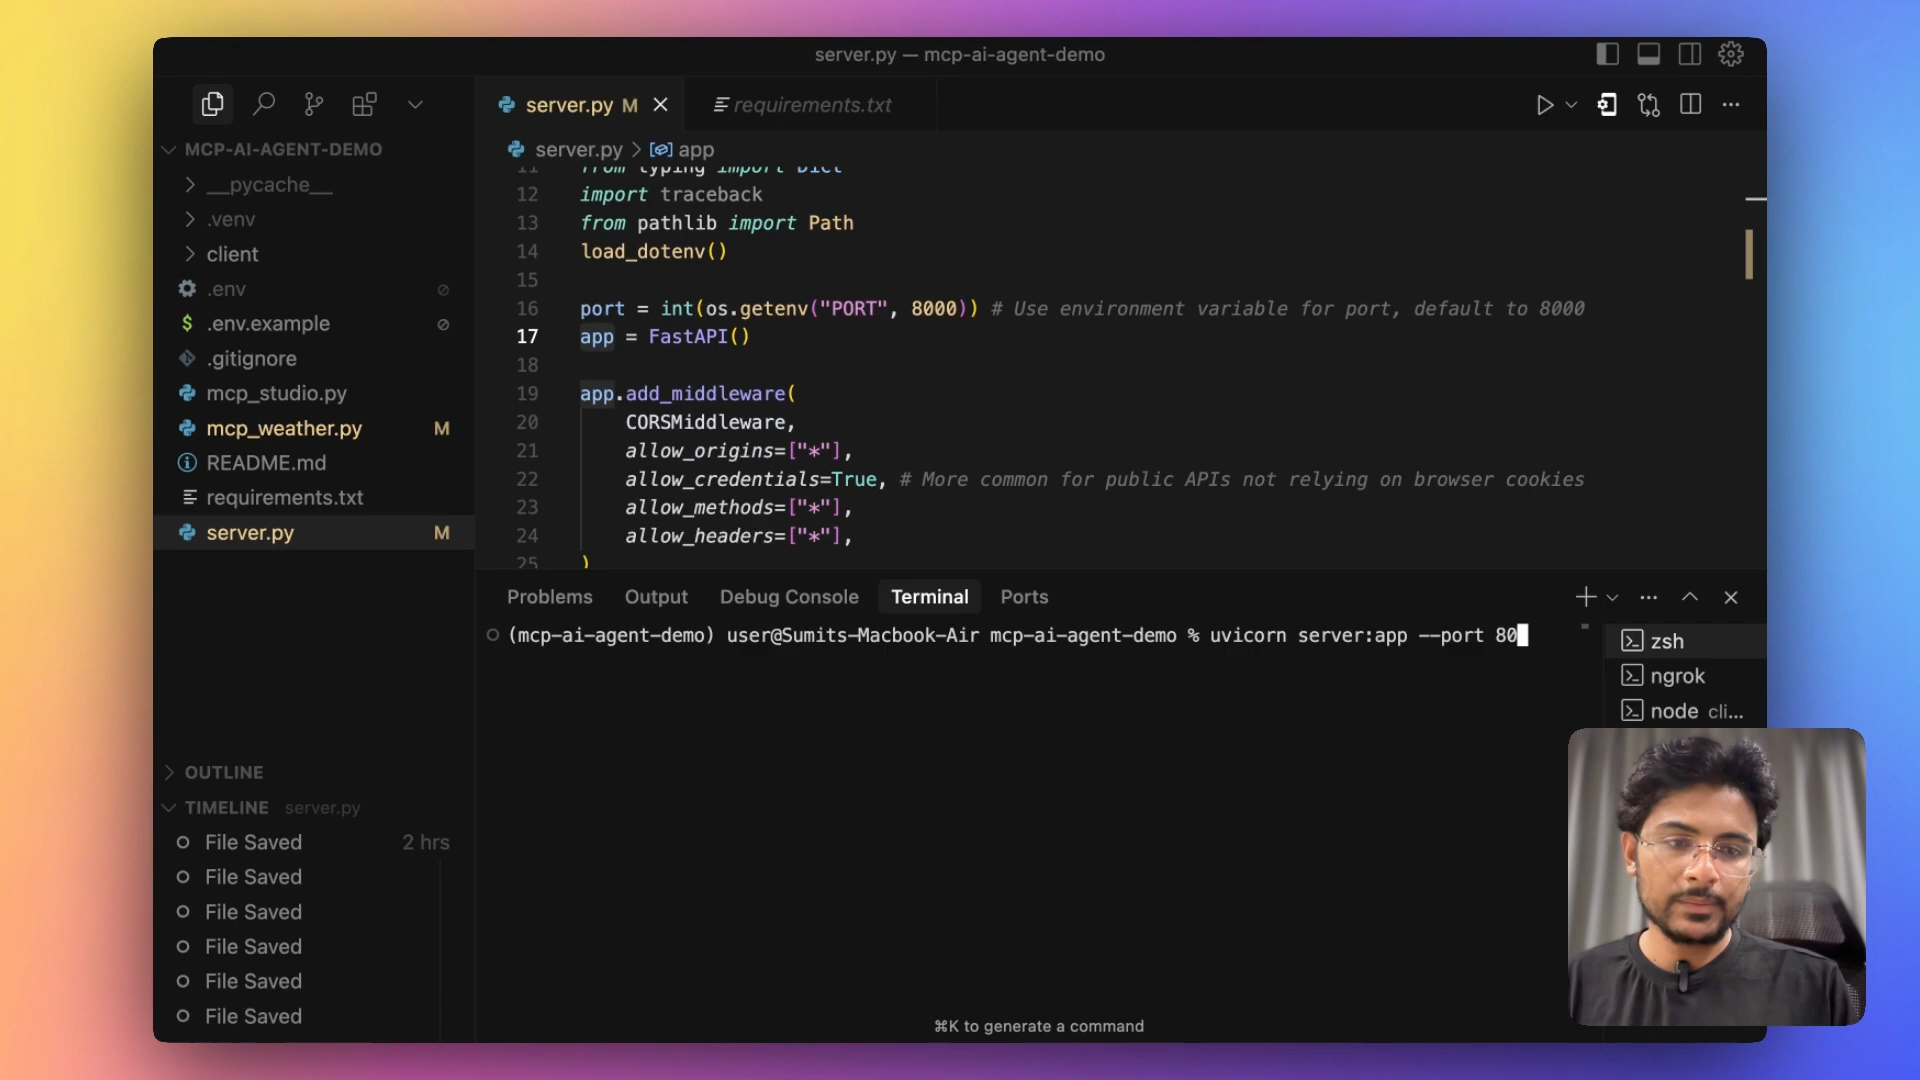 server.py — mcp-ai-agent-demo
server.py M
requirements.txt
MCP-AI-AGENT-DEMO
__pycache__
.venv
client
.env
.env.example
.gitignore
mcp_studio.py
mcp_weather.py M
README.md
requirements.txt
server.py M
OUTLINE
TIMELINE server.py
File Saved 2 hrs
File Saved
File Saved
File Saved
File Saved
File Saved
server.py > app
11 from typing import Dict
12 import traceback
13 from pathlib import Path
14 load_dotenv()
15
16 port = int(os.getenv("PORT", 8000)) # Use environment variable for port, default to 8000
17 app = FastAPI()
18
19 app.add_middleware(
20 CORSMiddleware,
21 allow_origins=["*"],
22 allow_credentials=True, # More common for public APIs not relying on browser cookies
23 allow_methods=["*"],
24 allow_headers=["*"],
25 )
Problems Output Debug Console Terminal Ports
(mcp-ai-agent-demo) user@Sumits-Macbook-Air mcp-ai-agent-demo % uvicorn server:app --port 80
zsh
ngrok
node cli...
⌘K to generate a command